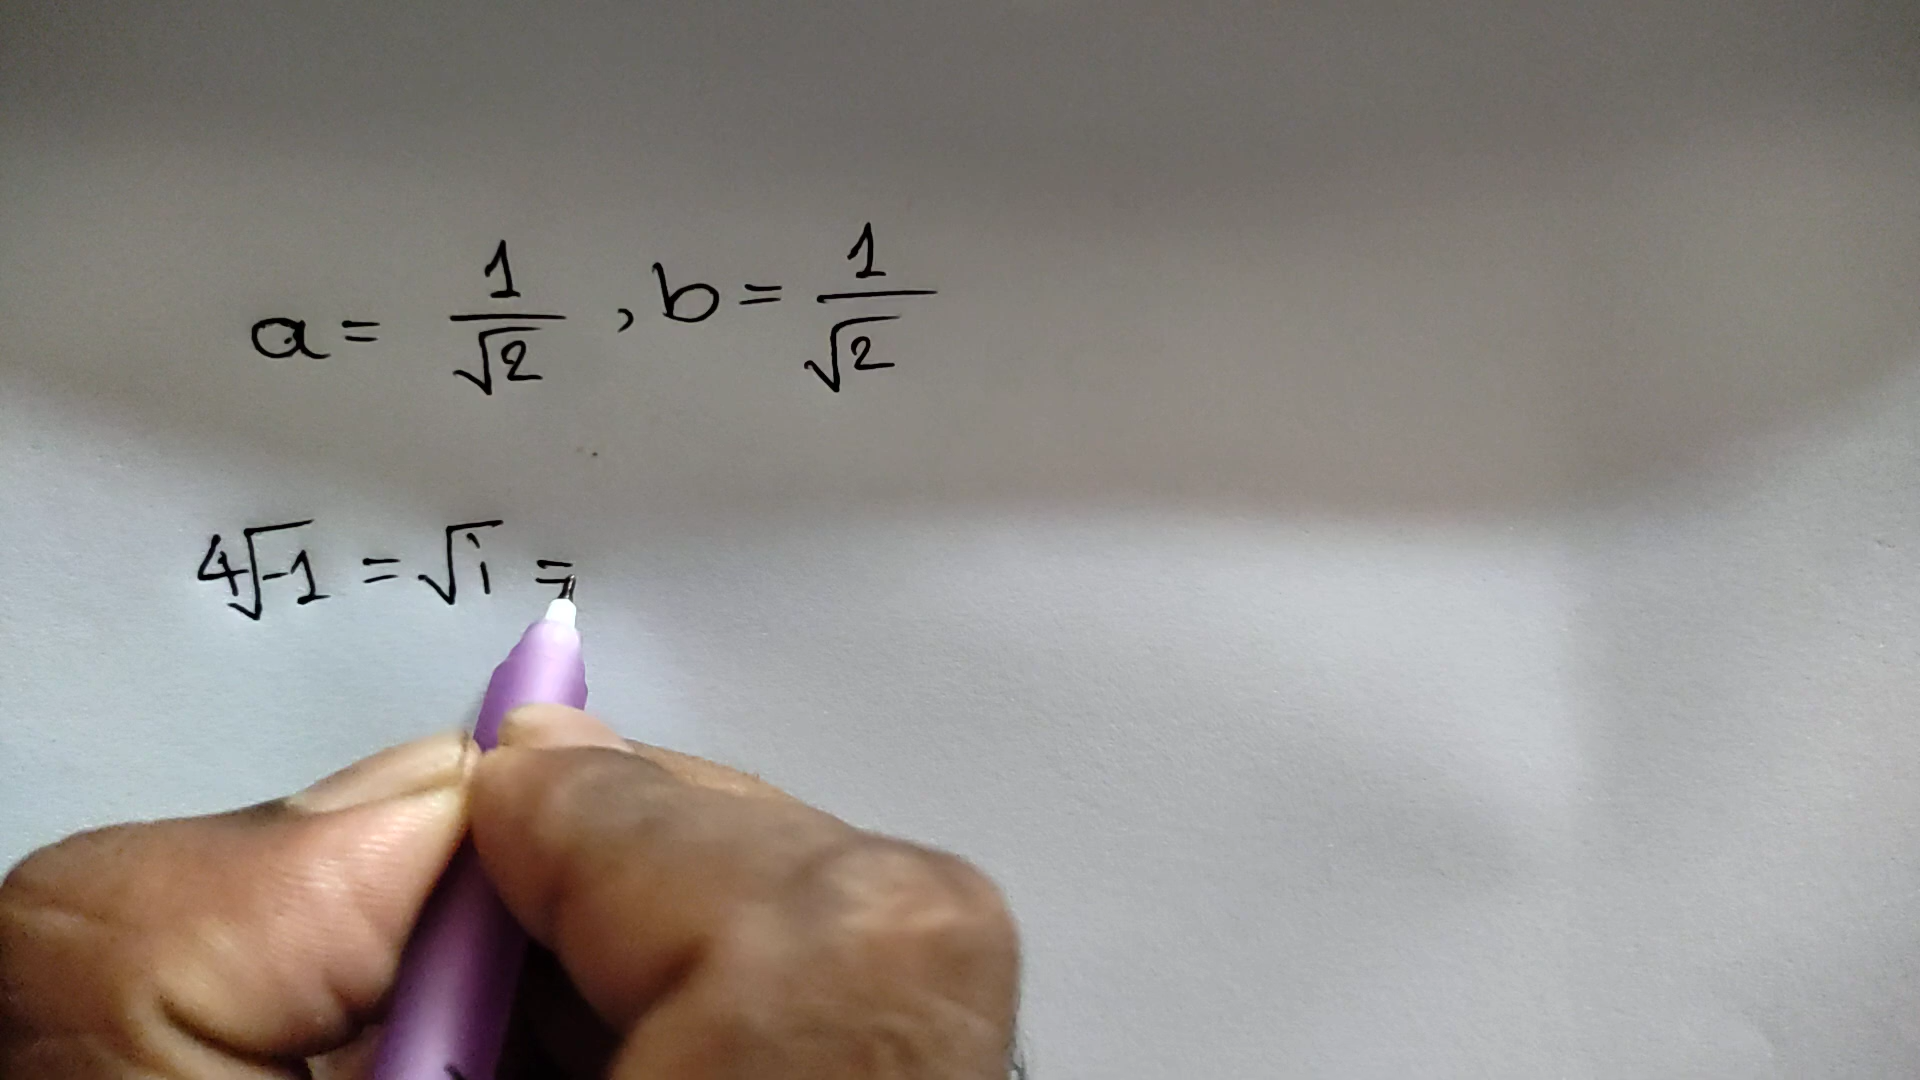 a = 1/√2 , b = 1/√2
4√-1 = √i =